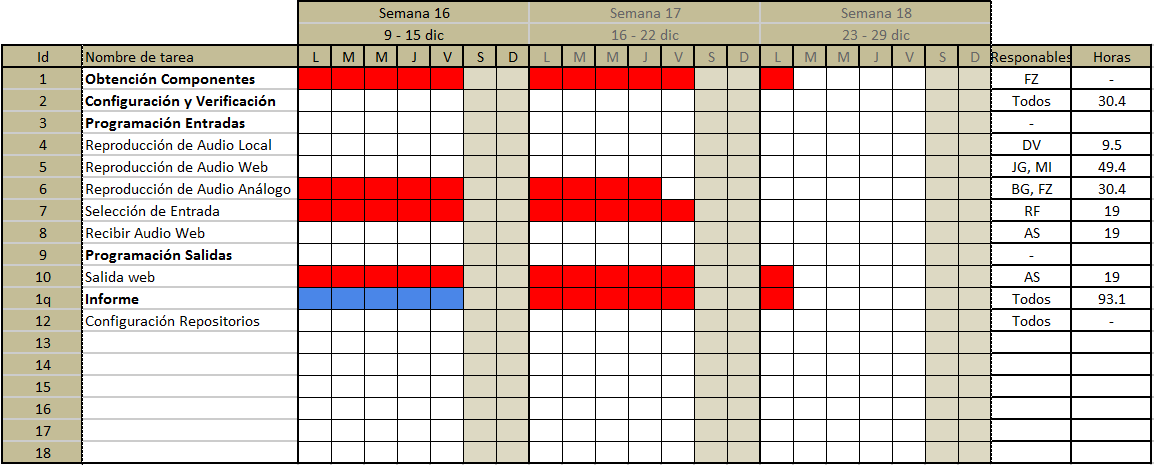 Semana 16 Semana 17 Semana 18
9 - 15 dic 16 - 22 dic 23 - 29 dic
Id Nombre de tarea L M M J V S D L M M J V S D L M M J V S D Responsables Horas
1 Obtención Componentes FZ -
2 Configuración y Verificación Todos 30.4
3 Programación Entradas -
4 Reproducción de Audio Local DV 9.5
5 Reproducción de Audio Web JG, MI 49.4
6 Reproducción de Audio Análogo BG, FZ 30.4
7 Selección de Entrada RF 19
8 Recibir Audio Web AS 19
9 Programación Salidas -
10 Salida web AS 19
1q Informe Todos 93.1
12 Configuración Repositorios Todos -
13
14
15
16
17
18